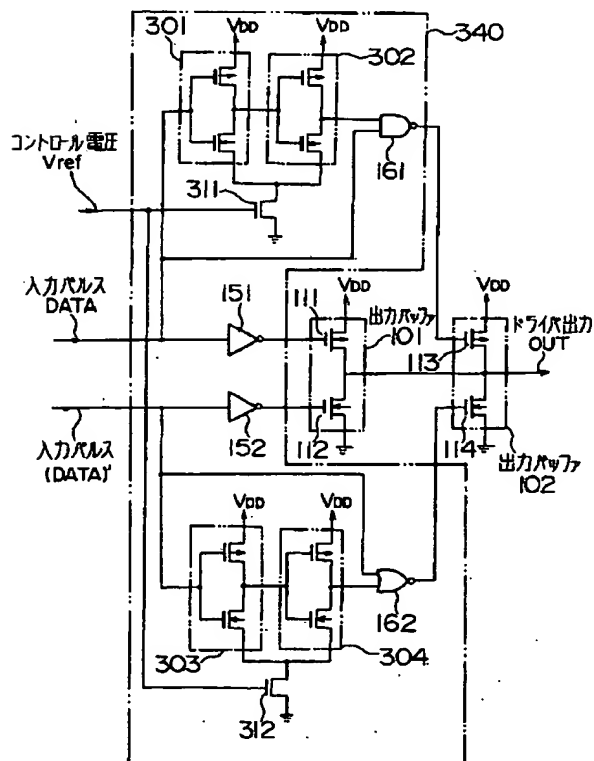 301
VDD
VDD
302
340
コントロール電圧
Vref
161
311
入力パルス
DATA
151
111
VDD
出力バッファ
101
VDD
ドライバ出力
OUT
113
152
112
114
入力パルス
(DATA)'
出力バッファ
102
VDD
VDD
162
303
304
312